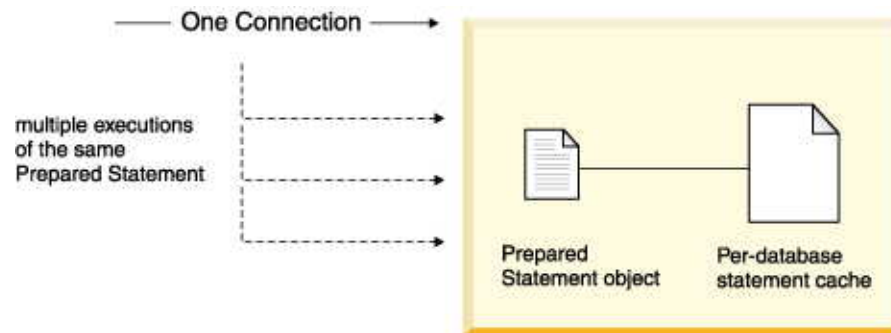 One Connection
multiple executions
of the same
Prepared Statement
Prepared
Statement object
Per-database
statement cache